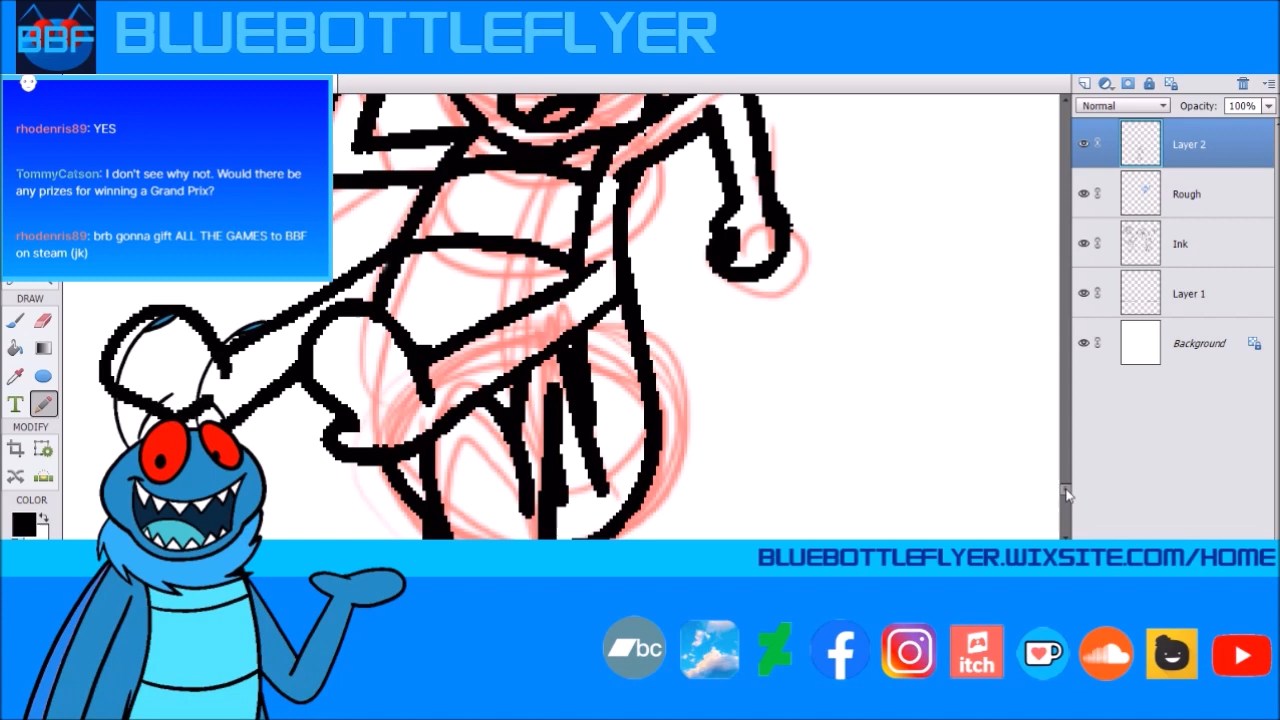 BBF
BLUEBOTTLEFLYER
rhodenris89: YES
TommyCatson: I don't see why not. Would there be
any prizes for winning a Grand Prix?
rhodenris89: brb gonna gift ALL THE GAMES to BBF
on steam (jk)
Normal
Opacity: 100%
Layer 2
Rough
Ink
Layer 1
Background
DRAW
T
MODIFY
COLOR
BLUEBOTTLEFLYER.WIXSITE.COM/HOME
bc
itch